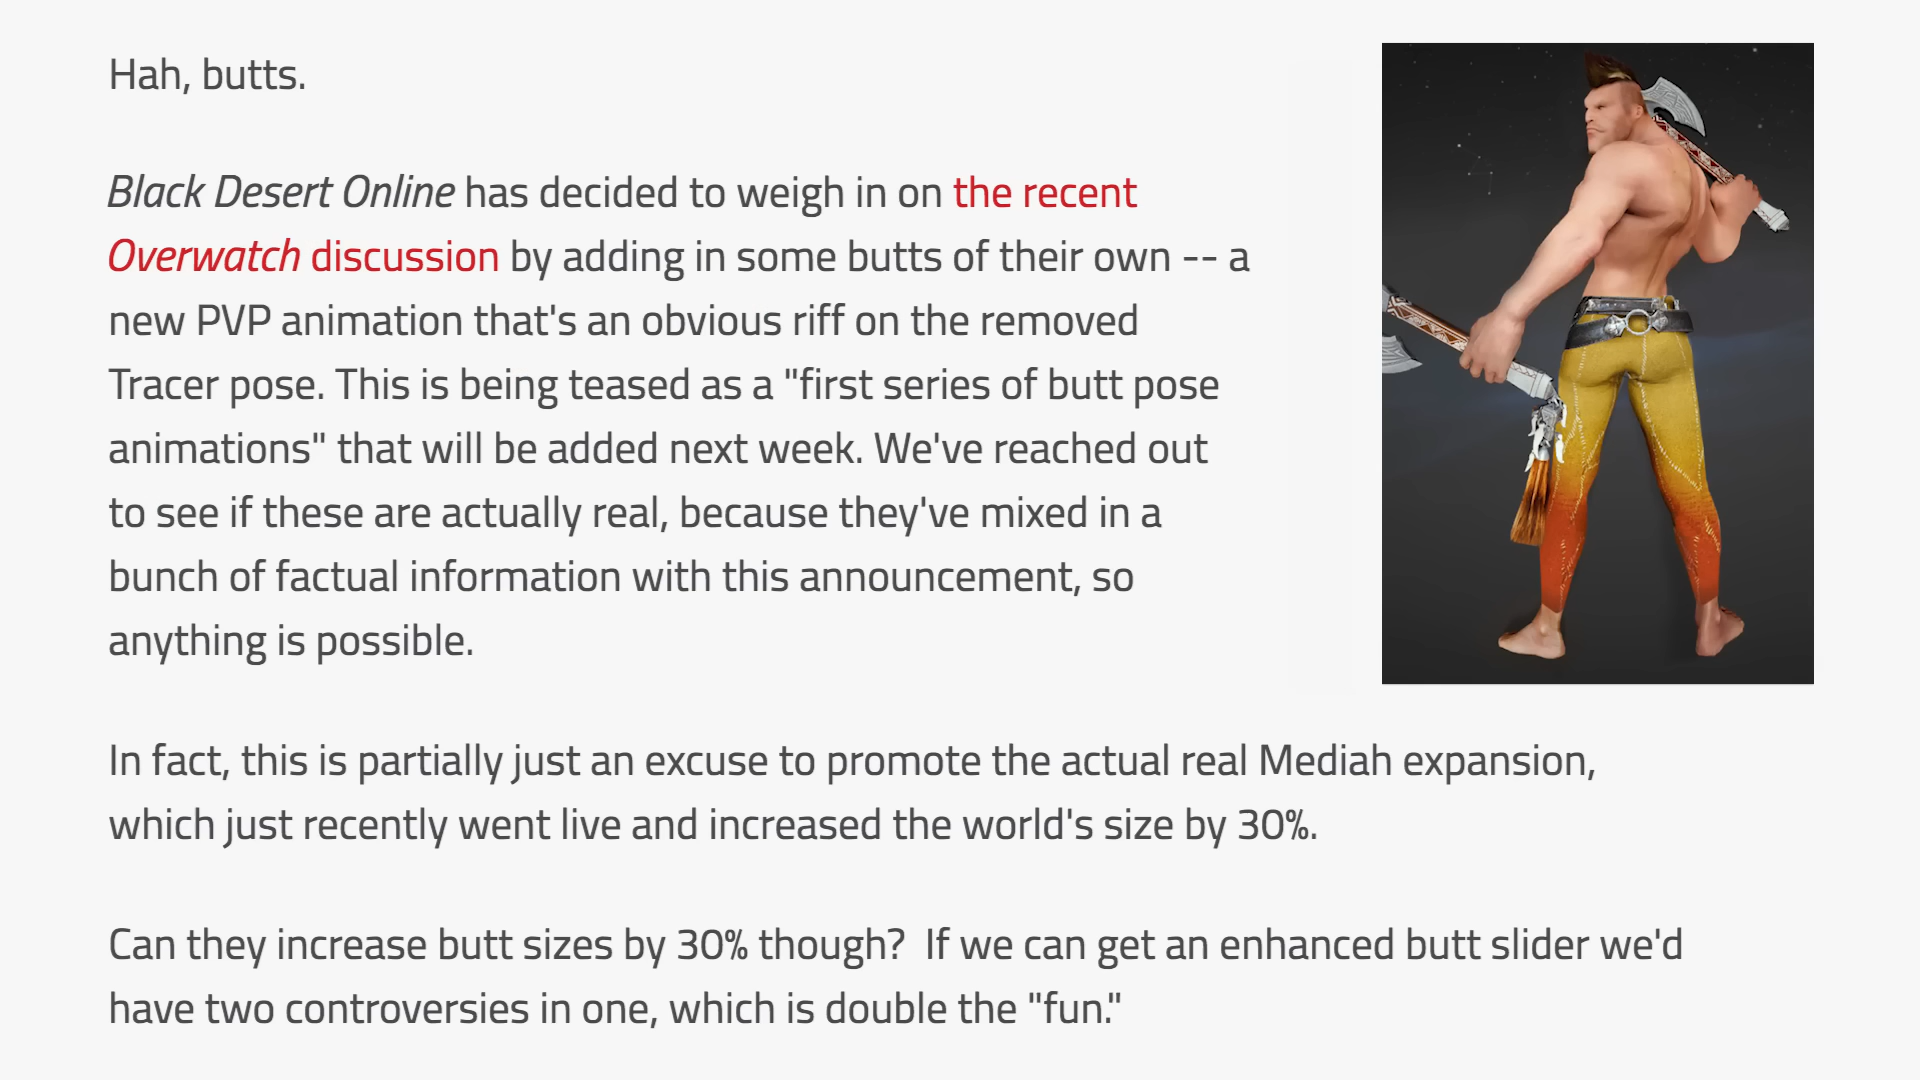 Hah, butts.
Black Desert Online has decided to weigh in on the recent
Overwatch discussion by adding in some butts of their own -- a
new PVP animation that's an obvious riff on the removed
Tracer pose. This is being teased as a "first series of butt pose
animations" that will be added next week. We've reached out
to see if these are actually real, because they've mixed in a
bunch of factual information with this announcement, so
anything is possible.
In fact, this is partially just an excuse to promote the actual real Mediah expansion,
which just recently went live and increased the world's size by 30%.
Can they increase butt sizes by 30% though?  If we can get an enhanced butt slider we'd
have two controversies in one, which is double the "fun."